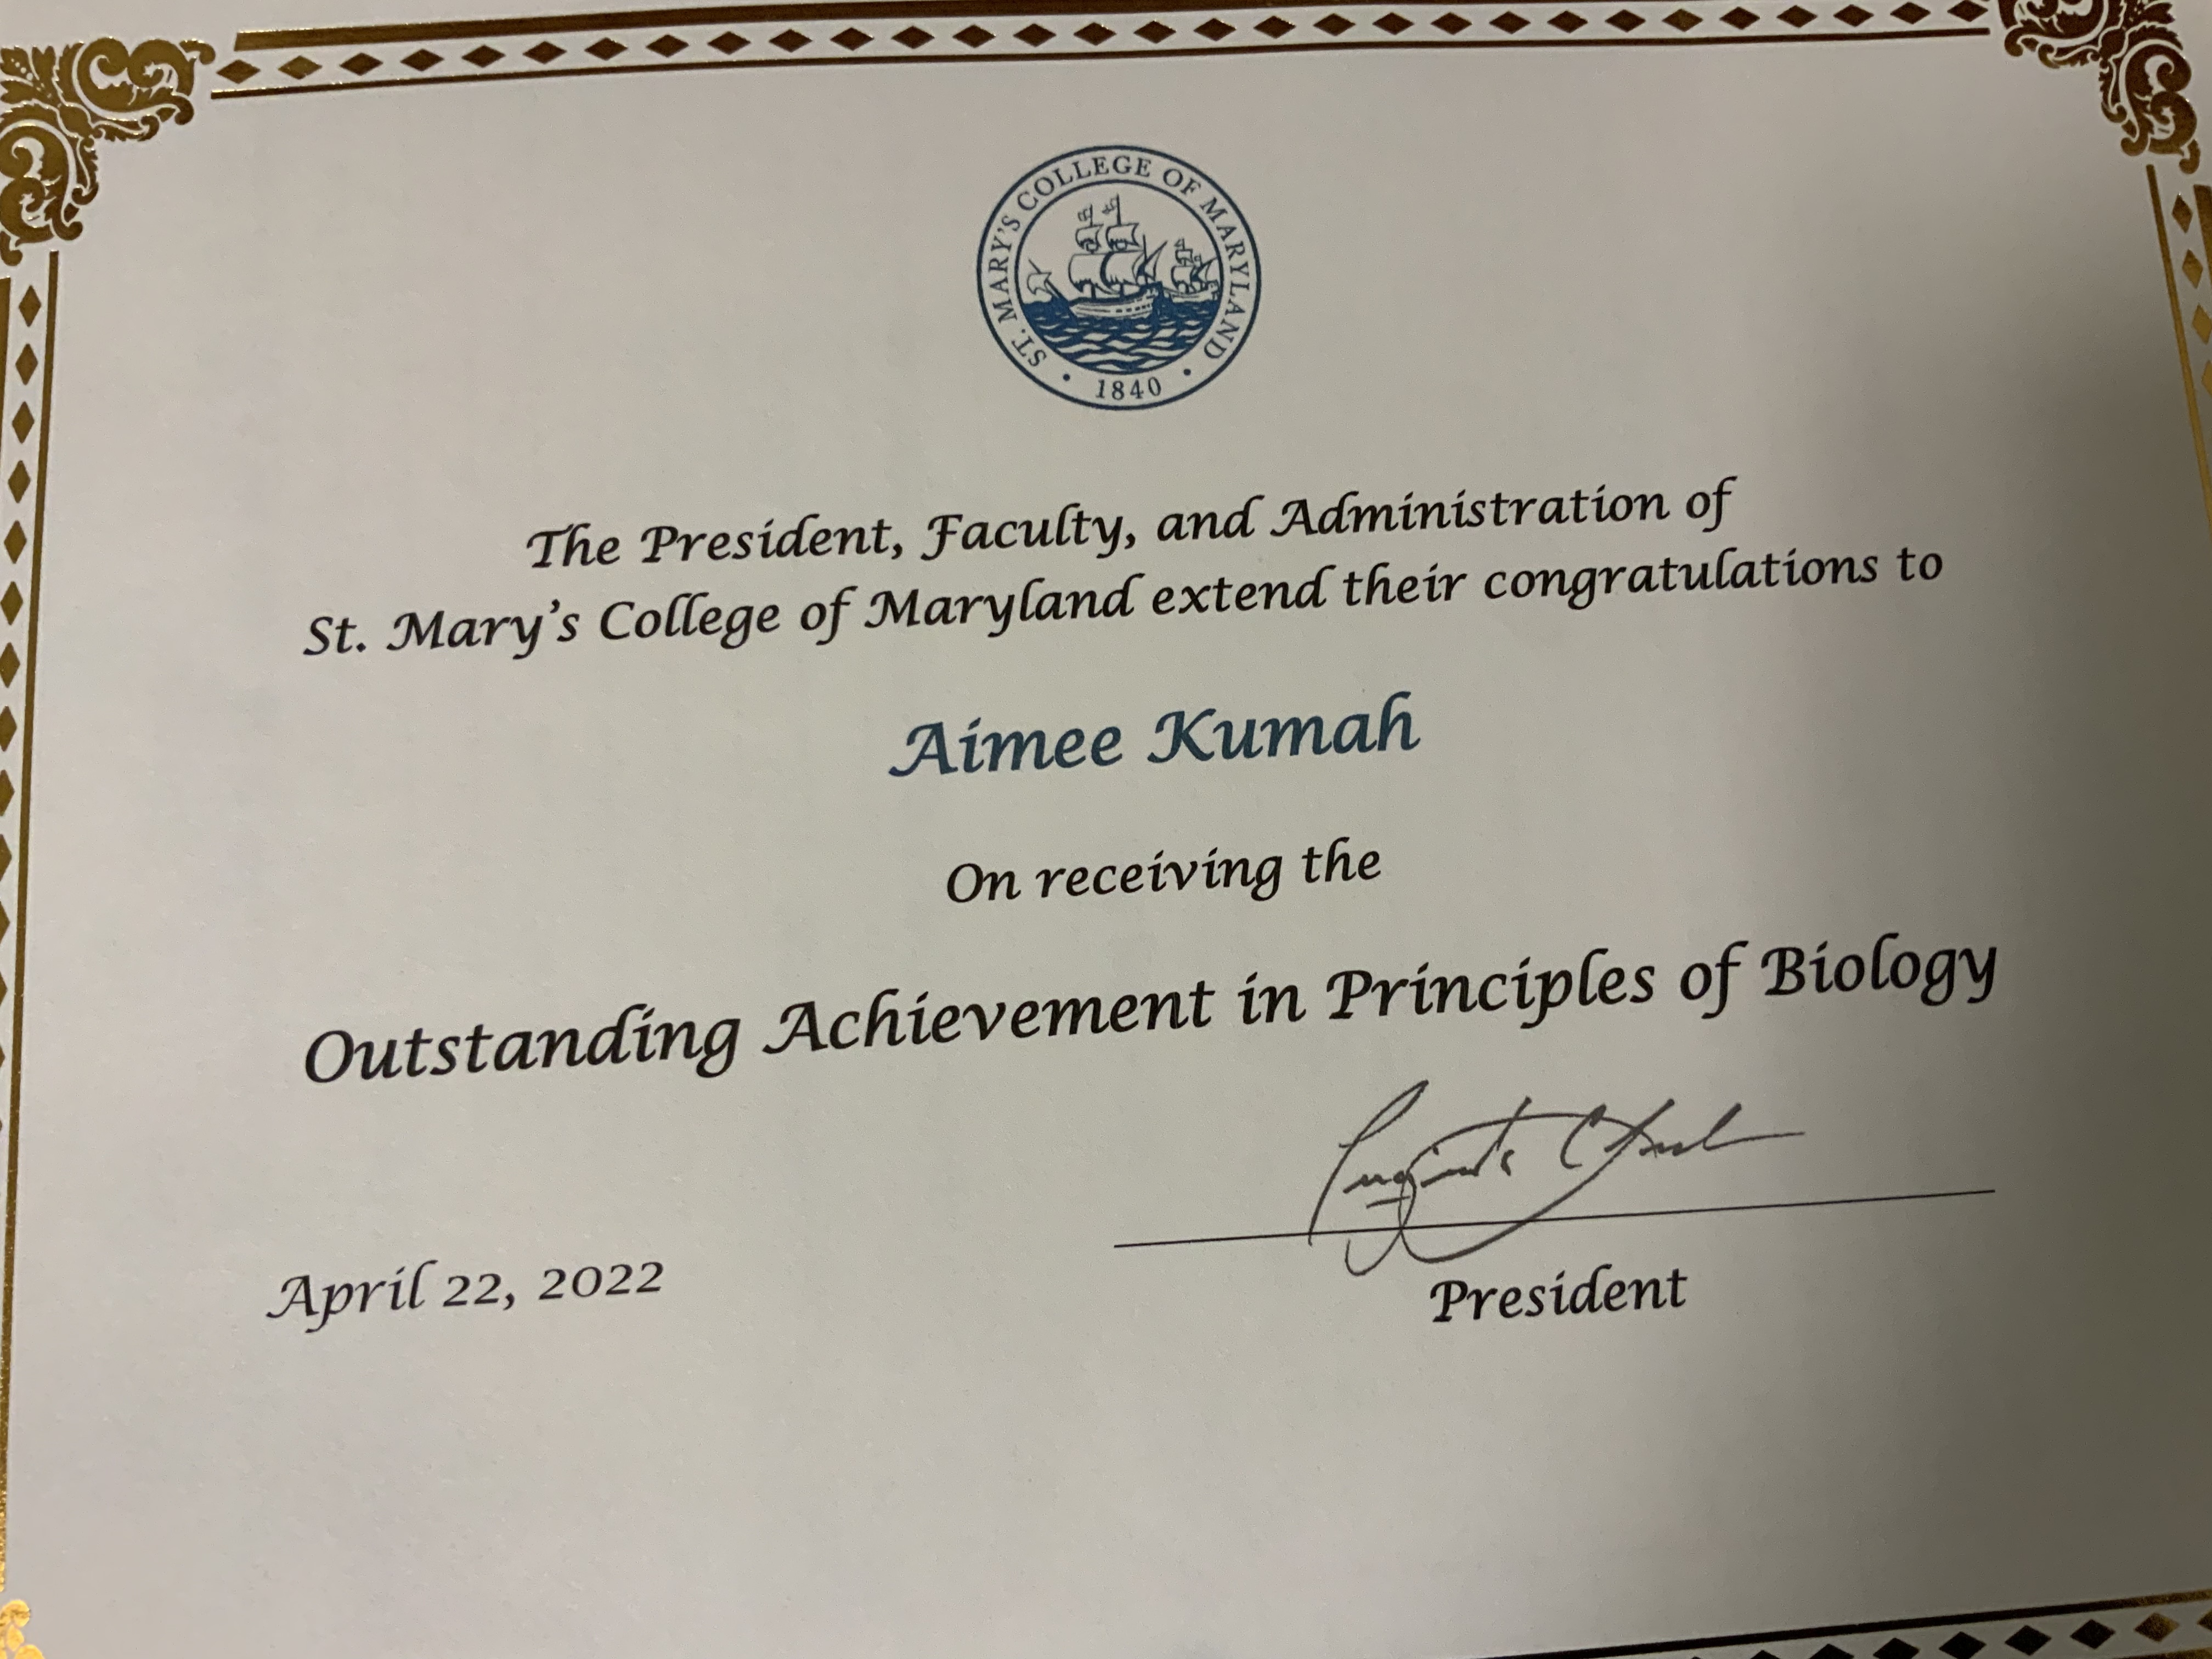 ST. MARY'S COLLEGE OF MARYLAND
• 1840 •
The President, Faculty, and Administration of
St. Mary's College of Maryland extend their congratulations to
Aimee Kumah
On receiving the
Outstanding Achievement in Principles of Biology
April 22, 2022
President